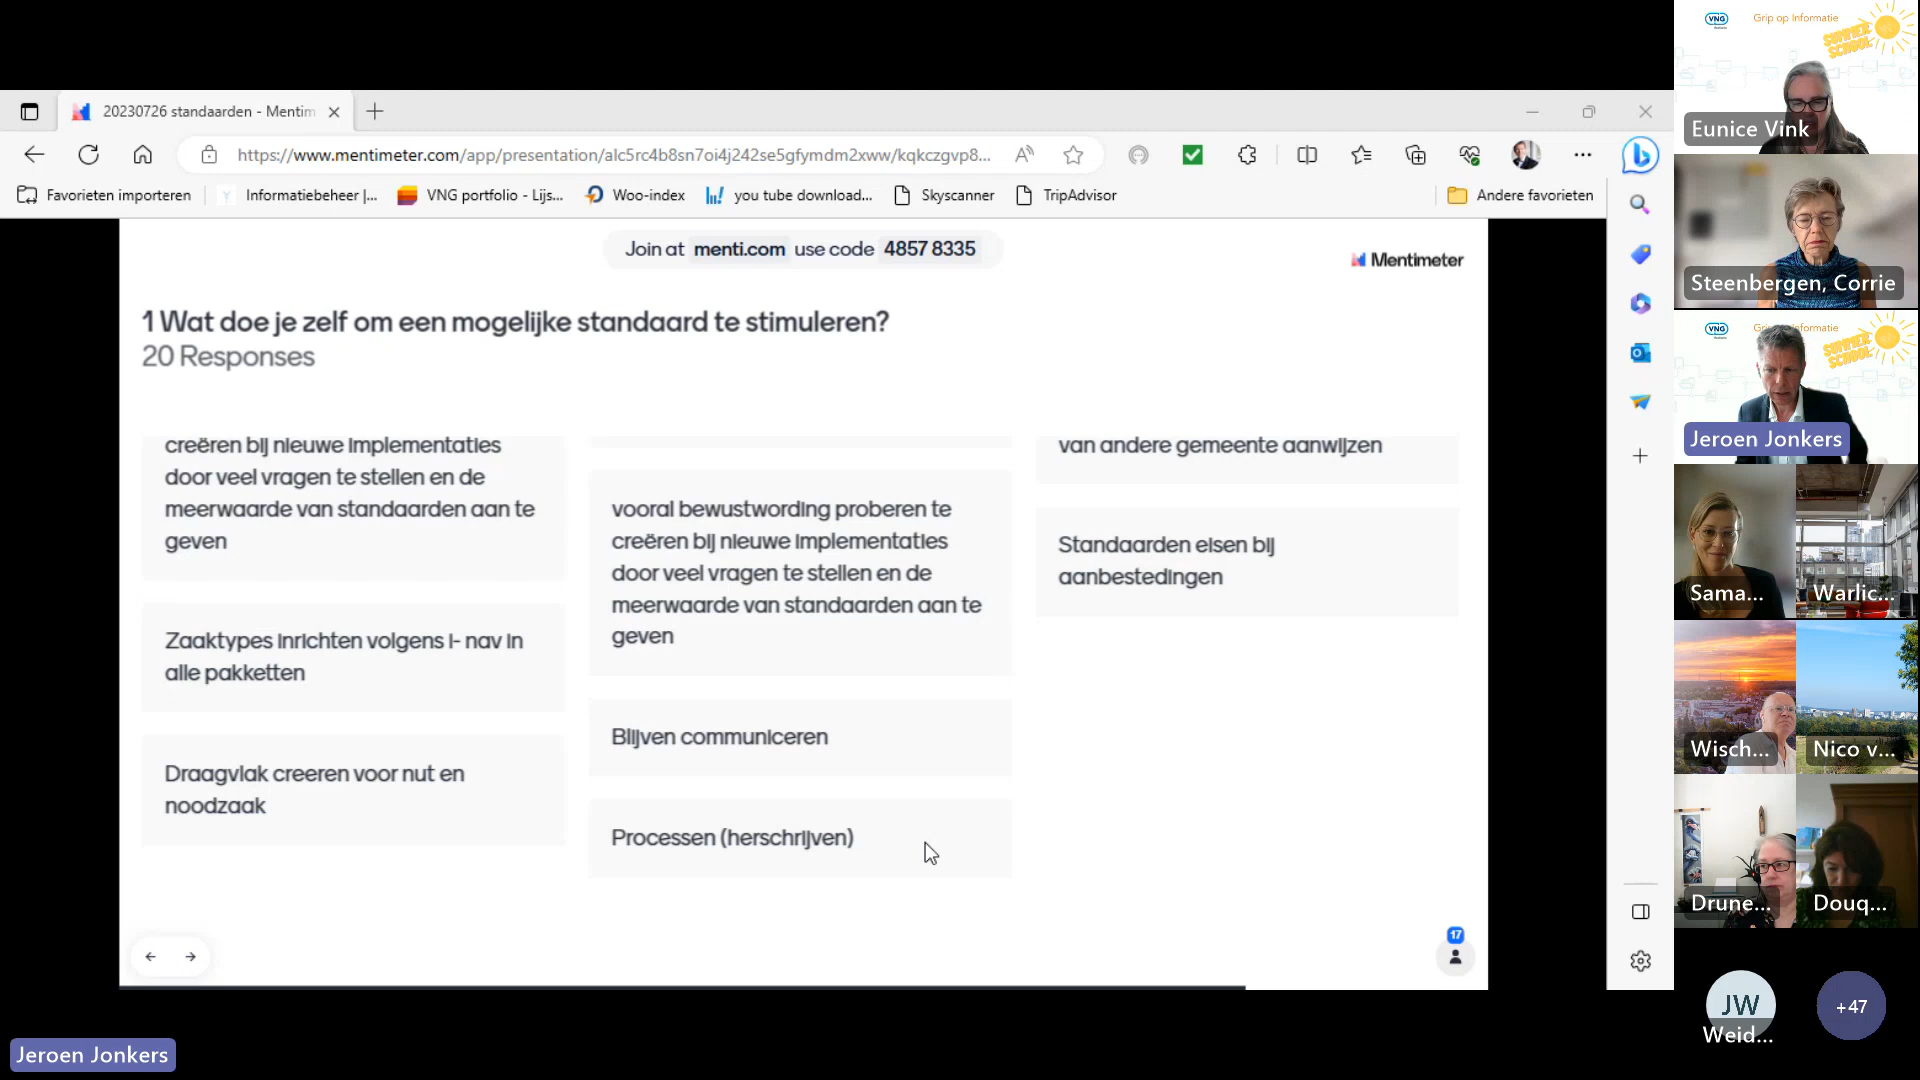 20230726 standaarden - Mentim
https://www.mentimeter.com/app/presentation/alc5rc4b8sn7oi4j242se5gfymdm2xww/kqkczgvp8...
Favorieten importeren
Informatiebeheer |...
VNG portfolio - Lijs...
Woo-index
you tube download...
Skyscanner
TripAdvisor
Andere favorieten
Join at menti.com use code 4857 8335
Mentimeter
1 Wat doe je zelf om een mogelijke standaard te stimuleren?
20 Responses
creëren bij nieuwe implementaties
door veel vragen te stellen en de
meerwaarde van standaarden aan te
geven
Zaaktypes inrichten volgens i- nav in
alle pakketten
Draagvlak creeren voor nut en
noodzaak
vooral bewustwording proberen te
creëren bij nieuwe implementaties
door veel vragen te stellen en de
meerwaarde van standaarden aan te
geven
Blijven communiceren
Processen (herschrijven)
van andere gemeente aanwijzen
Standaarden eisen bij
aanbestedingen
17
Jeroen Jonkers
VNG
Grip op Informatie
SUMMER
SCHOOL
Eunice Vink
Steenbergen, Corrie
VNG
SUMMER
SCHOOL
Jeroen Jonkers
Sama...
Warlic...
Wisch...
Nico v...
Drune...
Douq...
JW
Weid...
+47